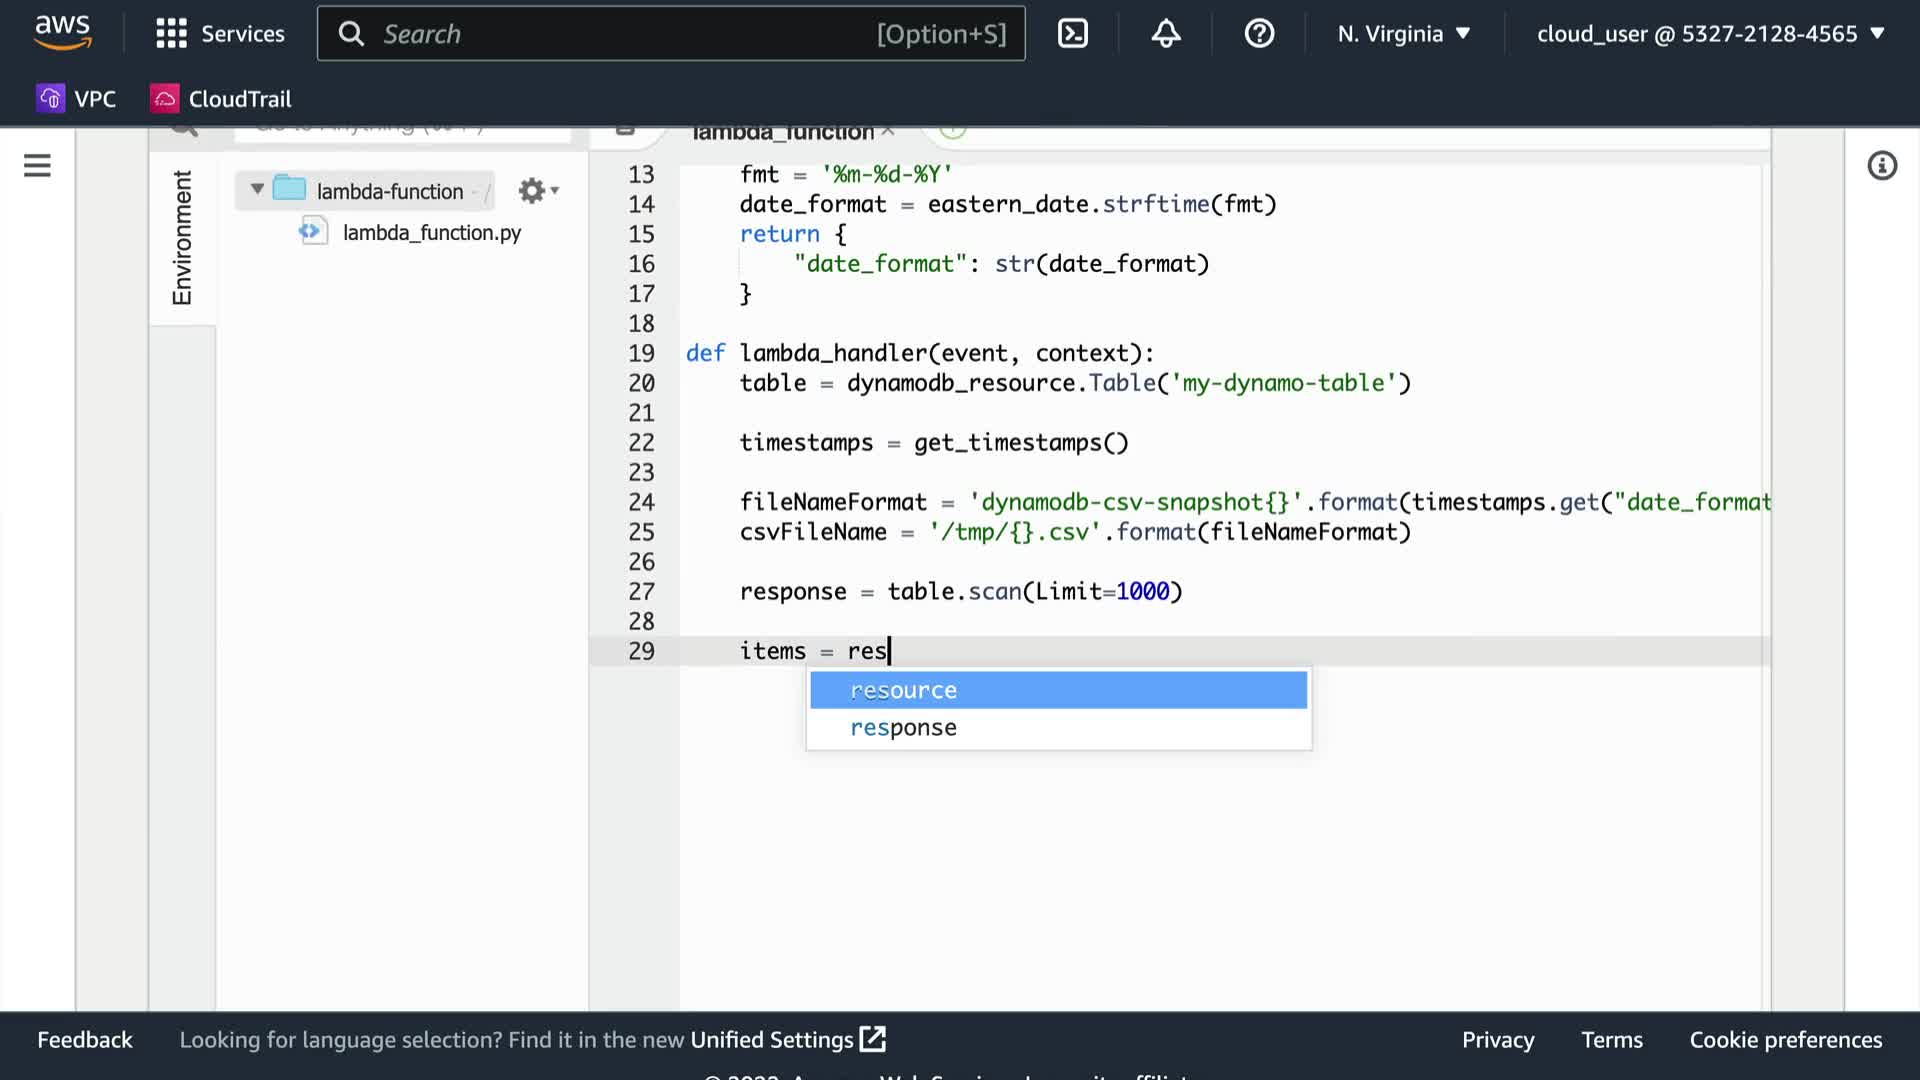 aws
Services
Search
[Option+S]
N. Virginia
cloud_user @ 5327-2128-4565
VPC
CloudTrail
lambda_function
Environment
lambda-function
lambda_function.py
13 fmt = '%m-%d-%Y'
14 date_format = eastern_date.strftime(fmt)
15 return {
16 "date_format": str(date_format)
17 }
18
19 def lambda_handler(event, context):
20 table = dynamodb_resource.Table('my-dynamo-table')
21
22 timestamps = get_timestamps()
23
24 fileNameFormat = 'dynamodb-csv-snapshot{}'.format(timestamps.get("date_format
25 csvFileName = '/tmp/{}.csv'.format(fileNameFormat)
26
27 response = table.scan(Limit=1000)
28
29 items = res
resource
response
Feedback
Looking for language selection? Find it in the new Unified Settings
Privacy
Terms
Cookie preferences